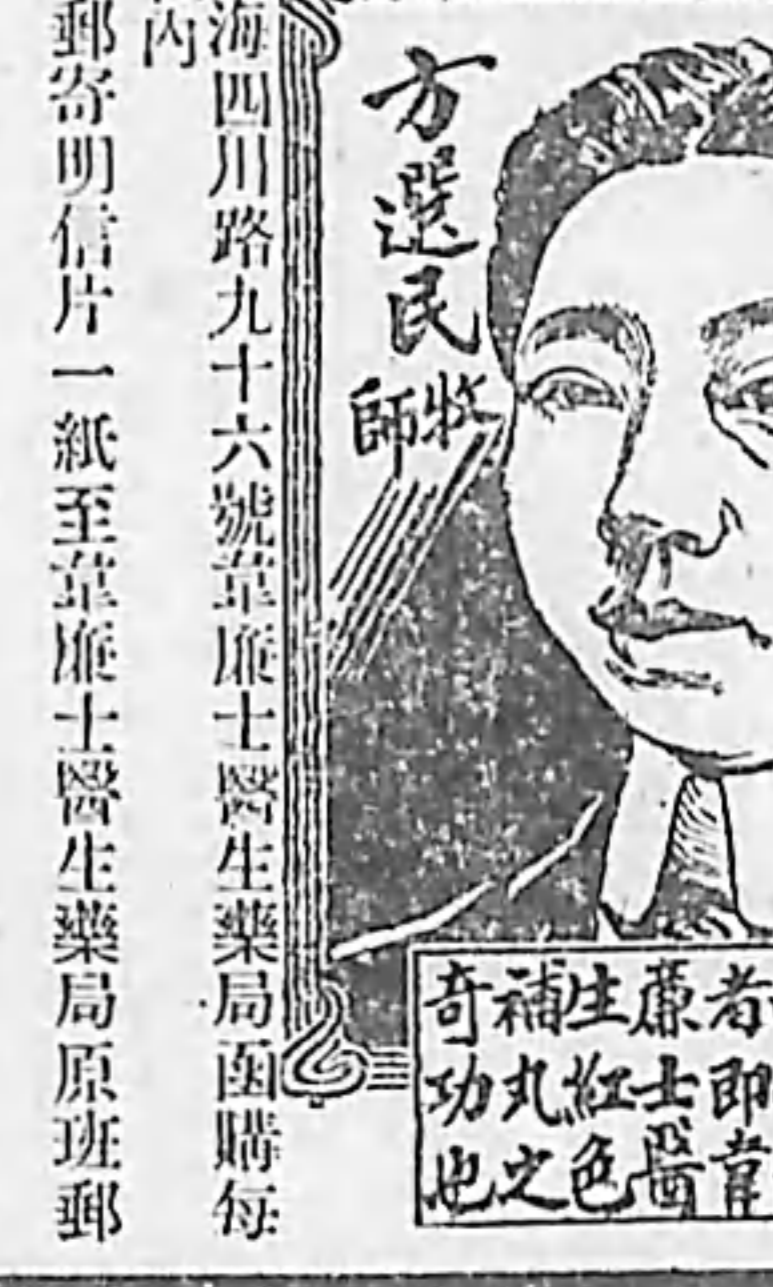 方選民
牧
師
者即韋
廉士醫
生紅色
補丸之
奇功也
海四川路九十六號韋廉士醫生藥局函購每
內
郵寄明信片一紙至韋廉士醫生藥局原班郵